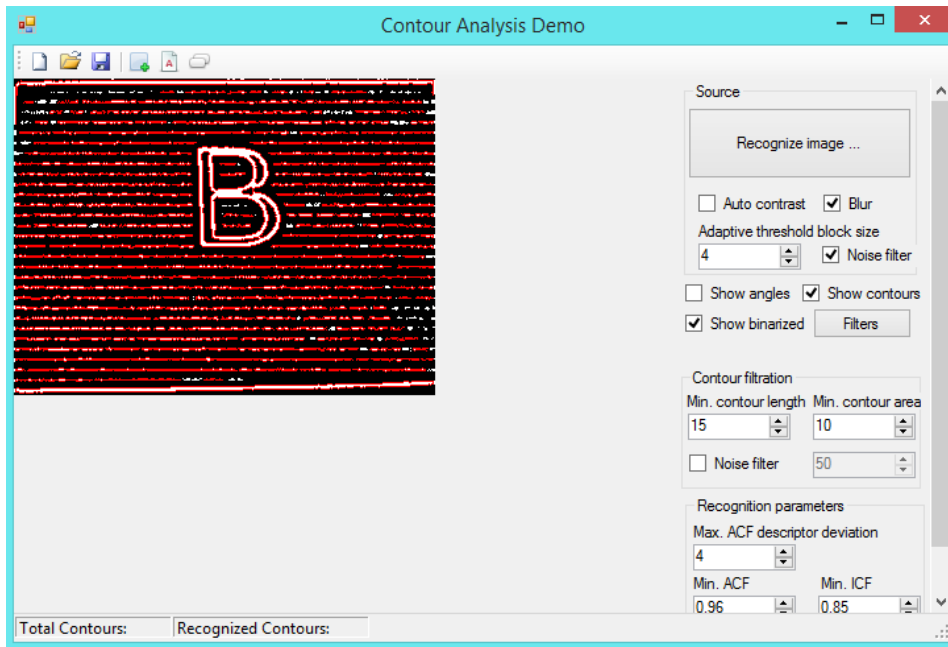 Contour Analysis Demo
A
B
Source
Recognize image ...
Auto contrast Blur
Adaptive threshold block size
4 Noise filter
Show angles Show contours
Show binarized Filters
Contour filtration
Min. contour length Min. contour area
15 10
Noise filter 50
Recognition parameters
Max. ACF descriptor deviation
4
Min. ACF Min. ICF
0.96 0.85
Total Contours: Recognized Contours: